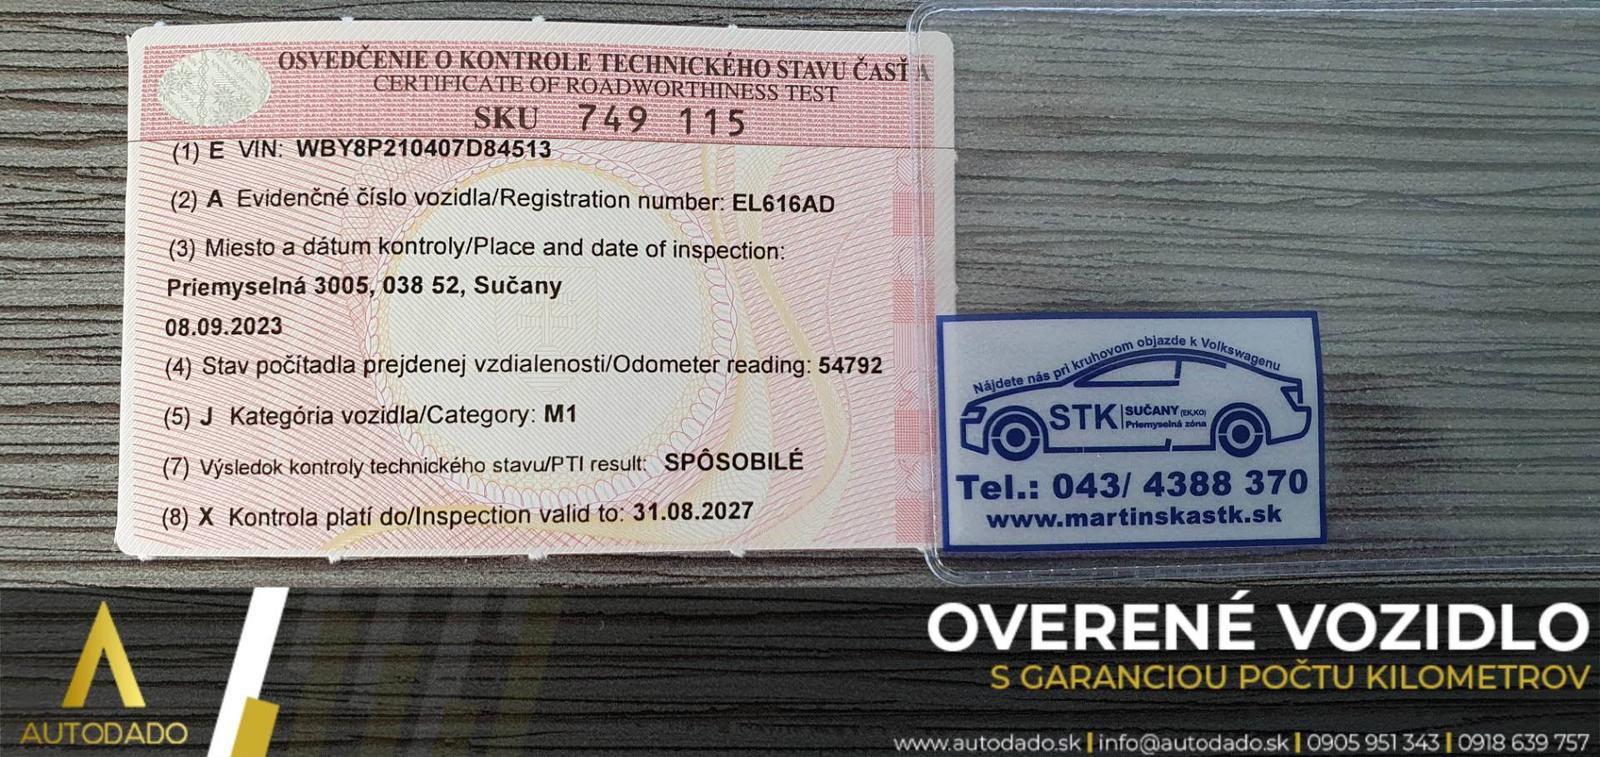 OSVEDČENIE O KONTROLE TECHNICKÉHO STAVU ČASŤ A
CERTIFICATE OF ROADWORTHINESS TEST
SKU 749 115
(1) E VIN: WBY8P210407D84513
(2) A Evidenčné číslo vozidla/Registration number: EL616AD
(3) Miesto a dátum kontroly/Place and date of inspection:
Priemyselná 3005, 038 52, Sučany
08.09.2023
(4) Stav počítadla prejdenej vzdialenosti/Odometer reading: 54792
(5) J Kategória vozidla/Category: M1
(7) Výsledok kontroly technického stavu/PTI result: SPÔSOBILÉ
(8) X Kontrola platí do/Inspection valid to: 31.08.2027
Nájdete nás pri kruhovom objazde k Volkswagenu
STK SUČANY (EK,KO)
Priemyselná zóna
Tel.: 043/ 4388 370
www.martinskastk.sk
AUTODADO
OVERENÉ VOZIDLO
S GARANCIOU POČTU KILOMETROV
www.autodado.sk | info@autodado.sk | 0905 951 343 | 0918 639 757